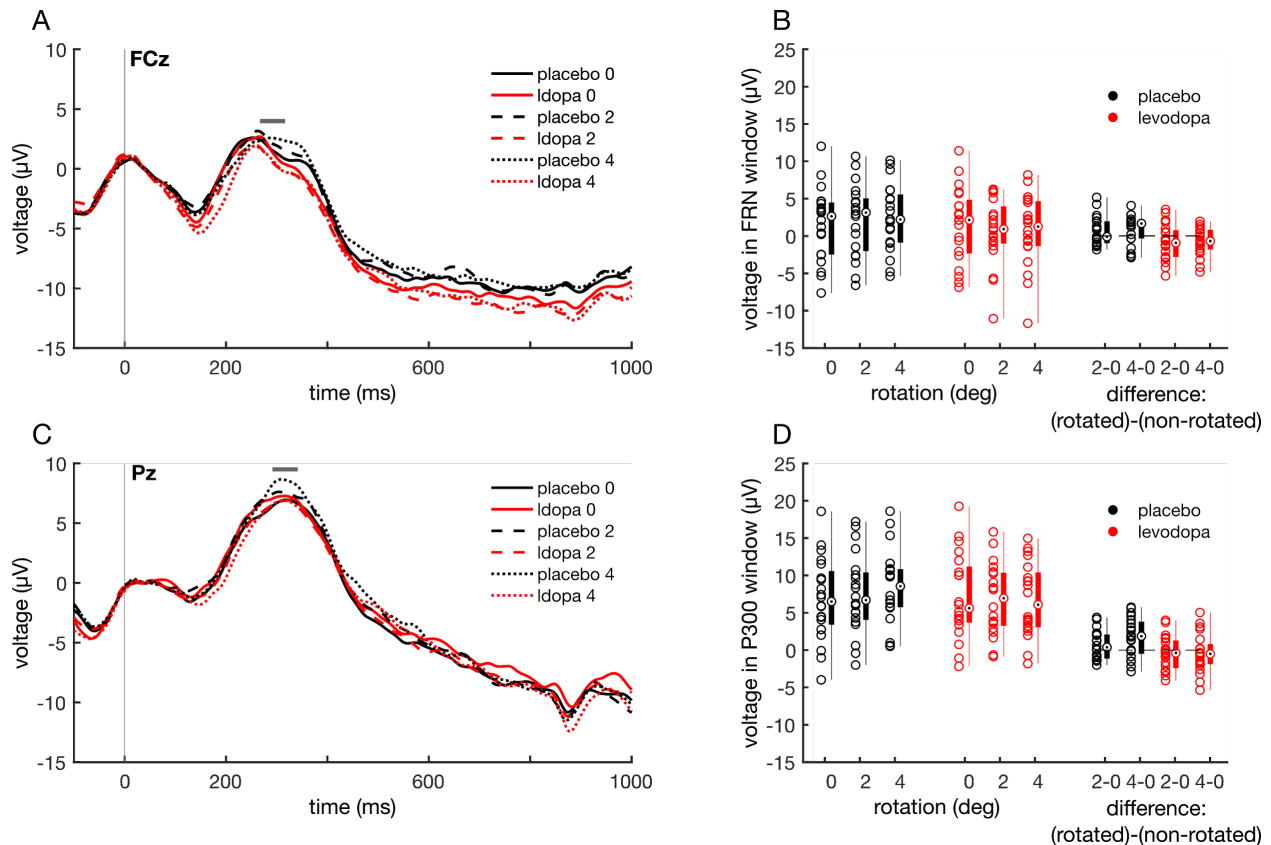 A
10
5
0
-5
-10
-15
voltage (µV)
FCz
placebo 0
ldopa 0
placebo 2
ldopa 2
placebo 4
ldopa 4
0
200
600
1000
time (ms)
B
25
20
15
10
5
0
-5
-10
-15
voltage in FRN window (µV)
placebo
levodopa
0 2 4 0 2 4 2-0 4-0 2-0 4-0
rotation (deg)
difference:
(rotated)-(non-rotated)
C
10
5
0
-5
-10
-15
voltage (µV)
Pz
placebo 0
ldopa 0
placebo 2
ldopa 2
placebo 4
ldopa 4
0
200
600
1000
time (ms)
D
25
20
15
10
5
0
-5
-10
-15
voltage in P300 window (µV)
placebo
levodopa
0 2 4 0 2 4 2-0 4-0 2-0 4-0
rotation (deg)
difference:
(rotated)-(non-rotated)